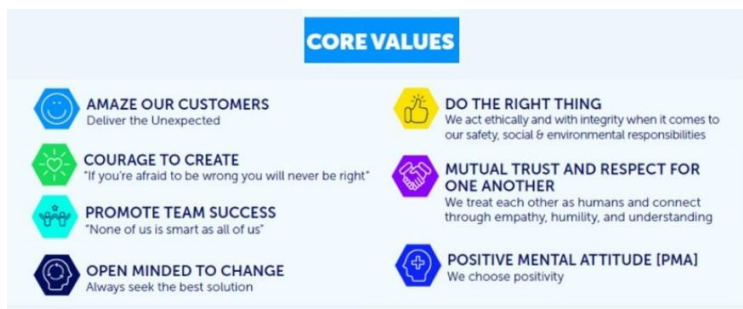 CORE VALUES
AMAZE OUR CUSTOMERS
Deliver the Unexpected
COURAGE TO CREATE
"If you're afraid to be wrong you will never be right"
PROMOTE TEAM SUCCESS
"None of us is smart as all of us"
OPEN MINDED TO CHANGE
Always seek the best solution
DO THE RIGHT THING
We act ethically and with integrity when it comes to
our safety, social & environmental responsibilities
MUTUAL TRUST AND RESPECT FOR
ONE ANOTHER
We treat each other as humans and connect
through empathy, humility, and understanding
POSITIVE MENTAL ATTITUDE [PMA]
We choose positivity